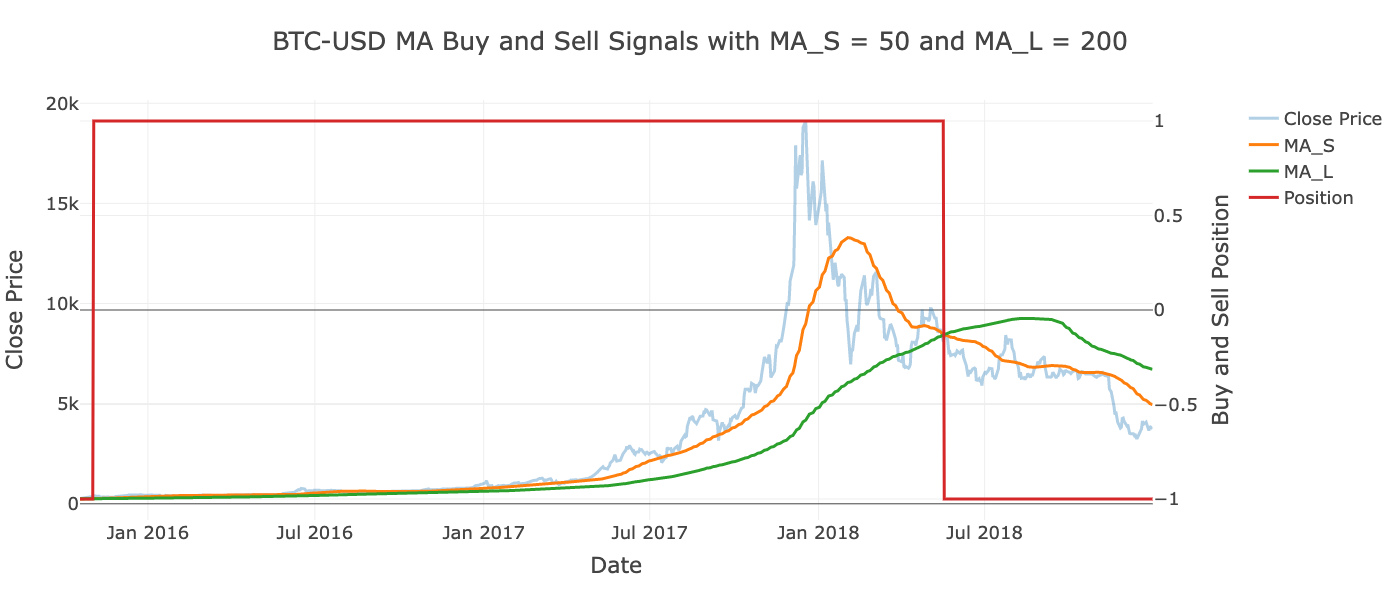 BTC-USD MA Buy and Sell Signals with MA_S = 50 and MA_L = 200
20k
15k
10k
5k
0
Close Price
1
0.5
0
−0.5
−1
Buy and Sell Position
Close Price
MA_S
MA_L
Position
Jan 2016
Jul 2016
Jan 2017
Jul 2017
Jan 2018
Jul 2018
Date